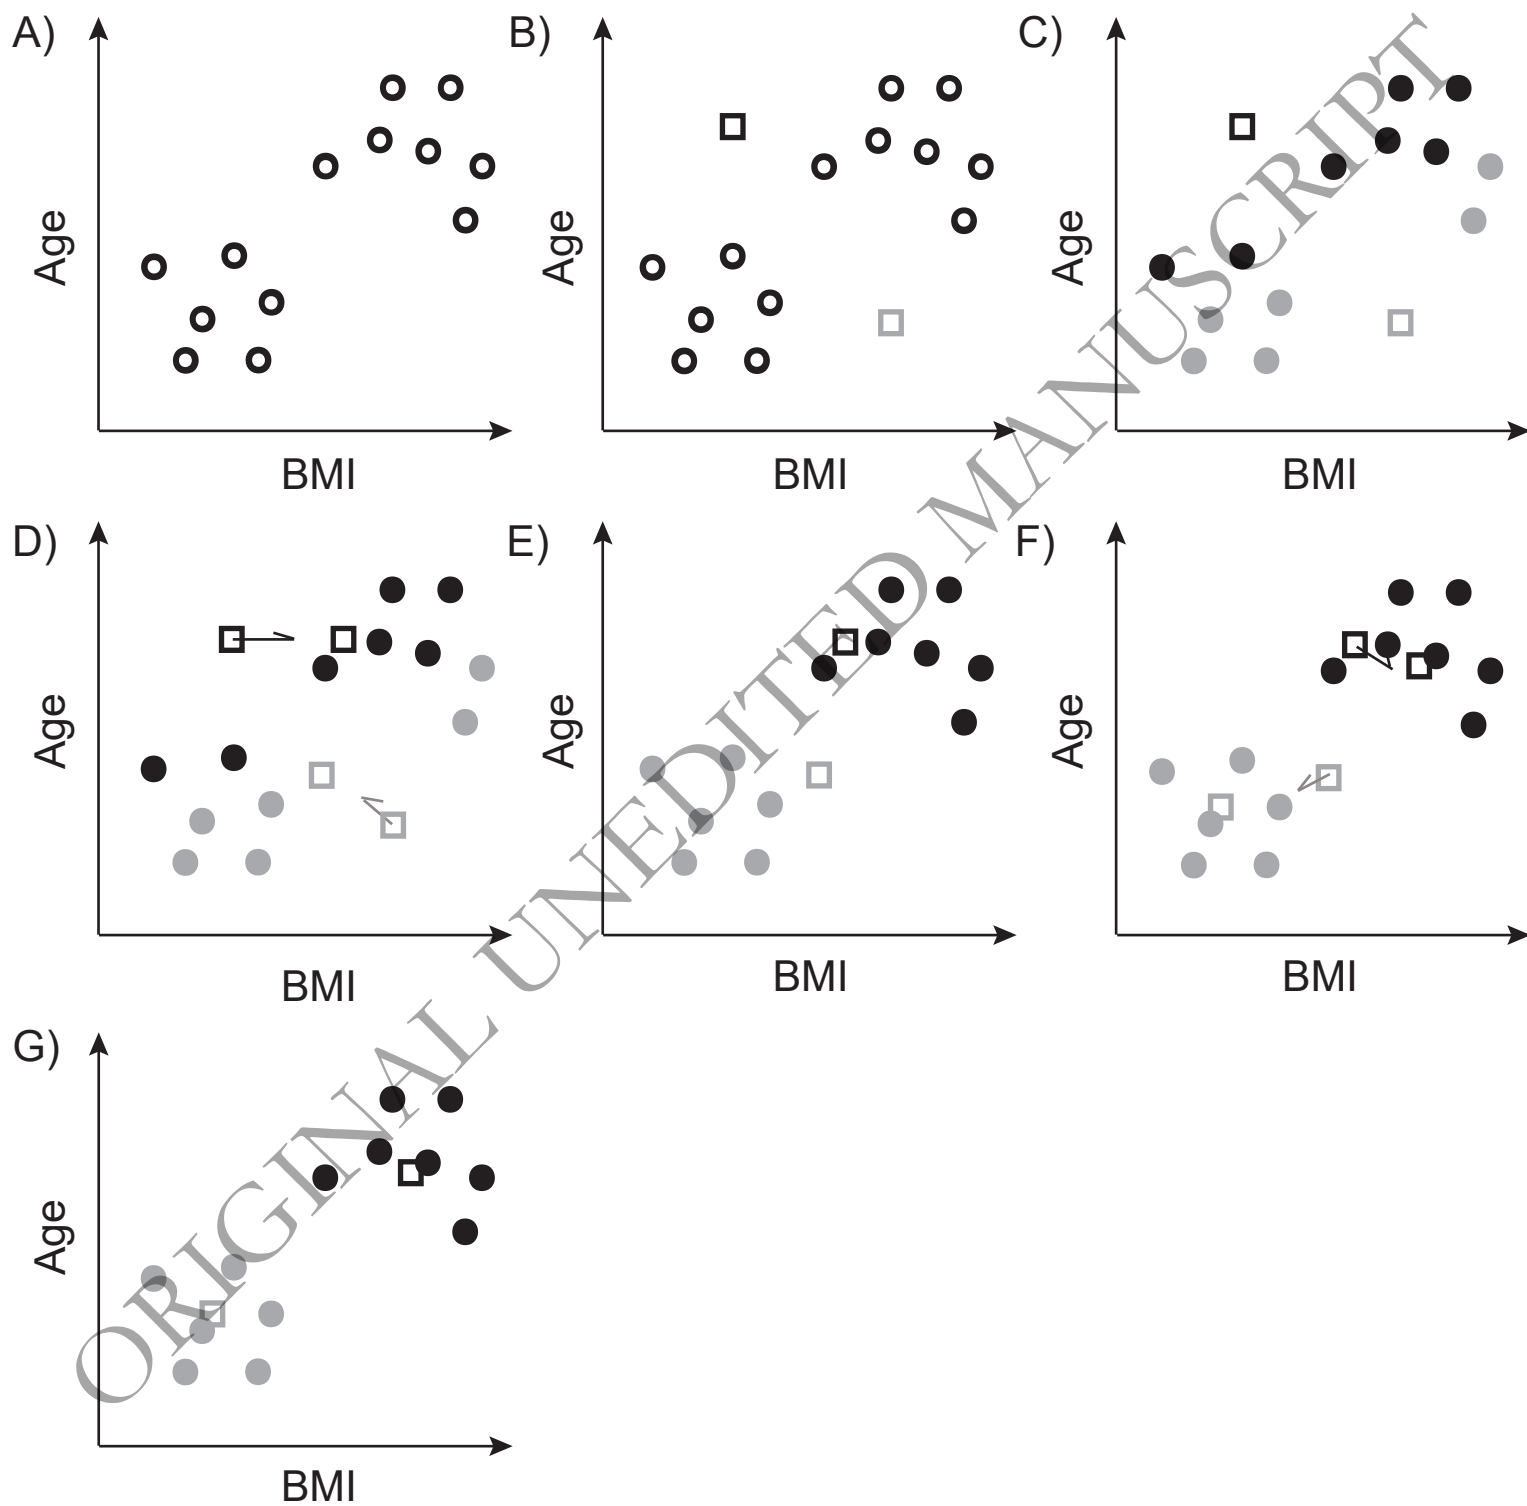 A)
Age
BMI
B)
Age
BMI
C)
Age
BMI
D)
Age
BMI
E)
Age
BMI
F)
Age
BMI
G)
Age
BMI
ORIGINAL UNEDITED MANUSCRIPT